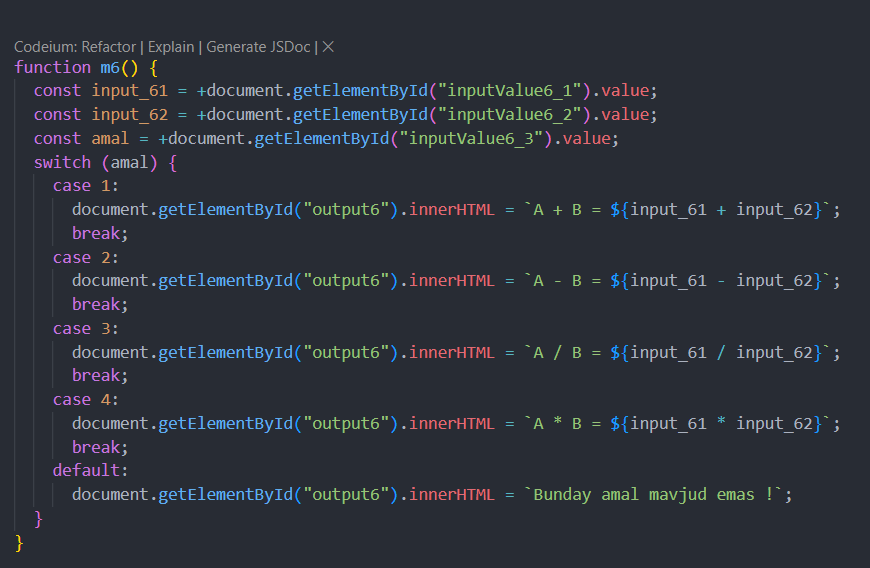 Codeium: Refactor | Explain | Generate JSDoc | ×
function m6() {
  const input_61 = +document.getElementById("inputValue6_1").value;
  const input_62 = +document.getElementById("inputValue6_2").value;
  const amal = +document.getElementById("inputValue6_3").value;
  switch (amal) {
    case 1:
      document.getElementById("output6").innerHTML = `A + B = ${input_61 + input_62}`;
      break;
    case 2:
      document.getElementById("output6").innerHTML = `A - B = ${input_61 - input_62}`;
      break;
    case 3:
      document.getElementById("output6").innerHTML = `A / B = ${input_61 / input_62}`;
      break;
    case 4:
      document.getElementById("output6").innerHTML = `A * B = ${input_61 * input_62}`;
      break;
    default:
      document.getElementById("output6").innerHTML = `Bunday amal mavjud emas !`;
  }
}